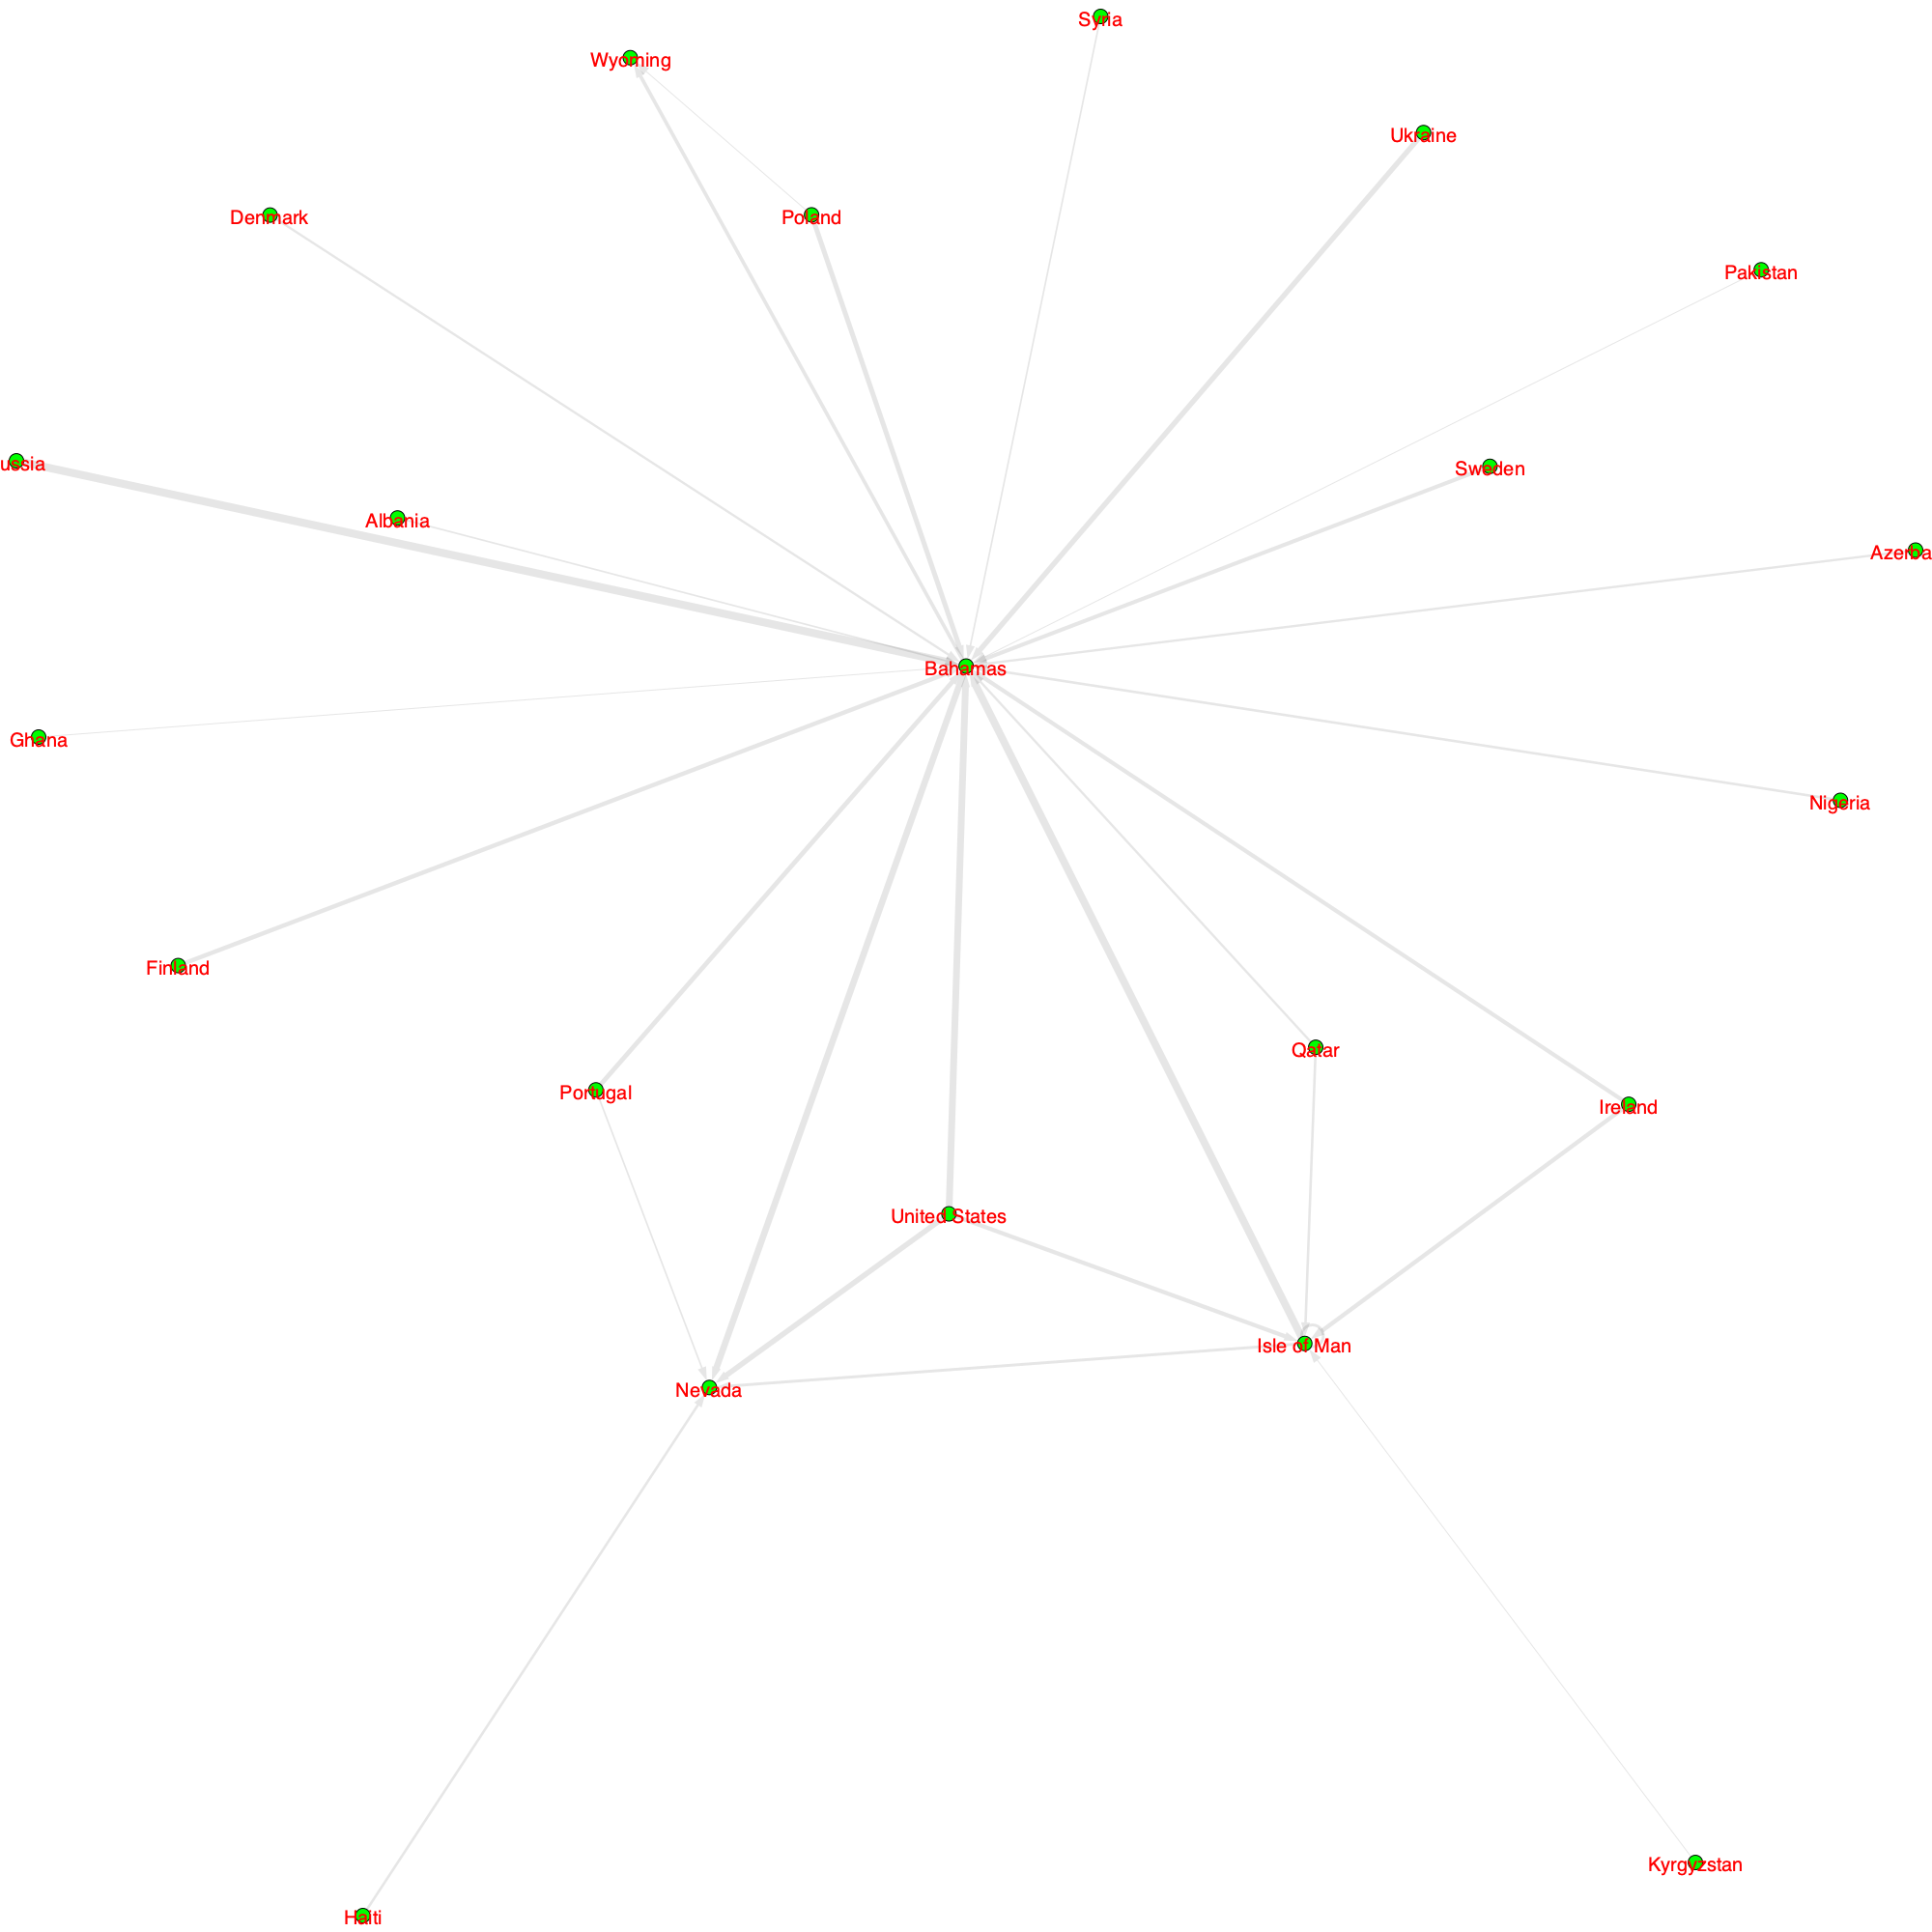 Syria
Wyoming
Ukraine
Denmark
Poland
Pakistan
ussia
Sweden
Albania
Azerba
Bahamas
Ghana
Nigeria
Finland
Qatar
Portugal
Ireland
United States
Isle of Man
Nevada
Kyrgyzstan
Haiti